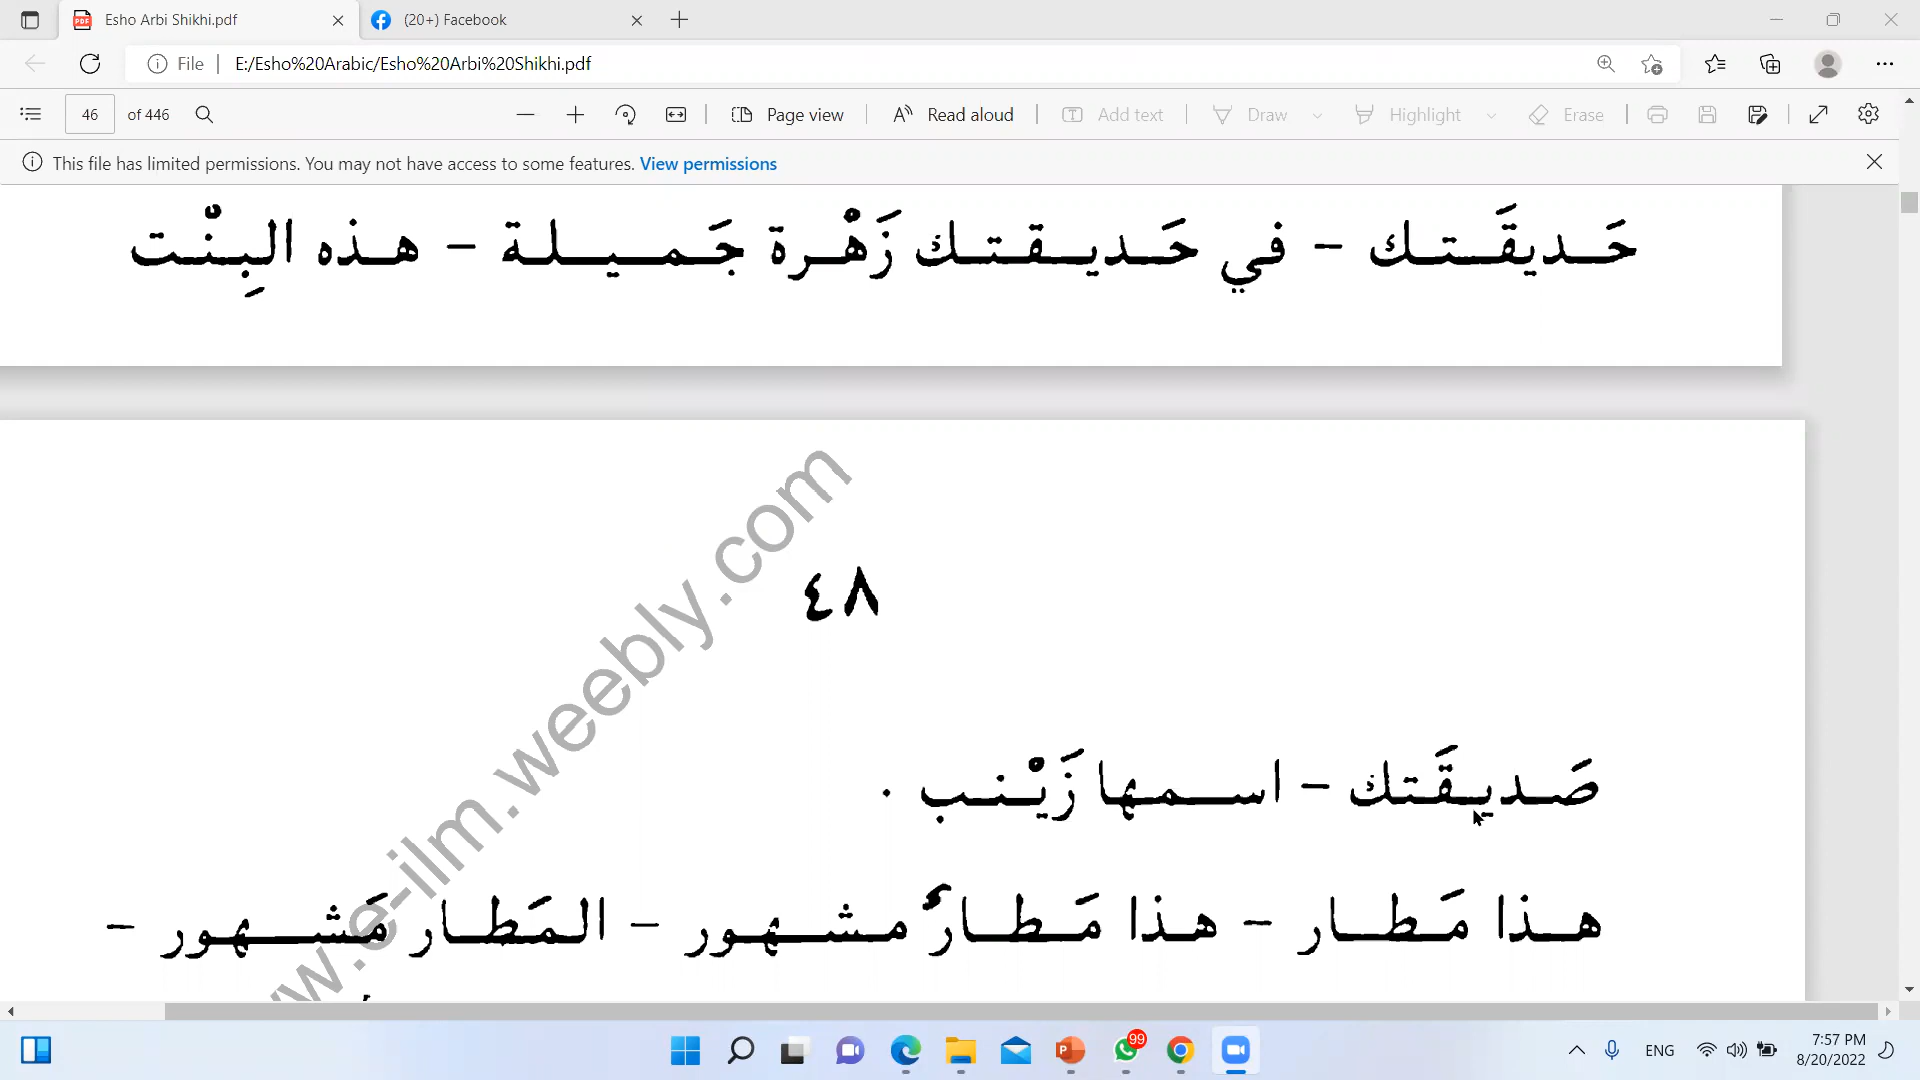 Esho Arbi Shikhi.pdf
(20+) Facebook
File
E:/Esho%20Arabic/Esho%20Arbi%20Shikhi.pdf
46 of 446
Page view
Read aloud
Add text
Draw
Highlight
Erase
This file has limited permissions. You may not have access to some features. View permissions
حَديقَتك – في حَديقتك زَهْرة جَميلة – هذه البِنْت
٤٨
صَديقَتك – اسمها زَيْنب .
هذا مَطار – هذا مَطارٌ مشهور – المَطار مَشهور –
w.e-ilm.weebly.com
99
ENG
7:57 PM
8/20/2022